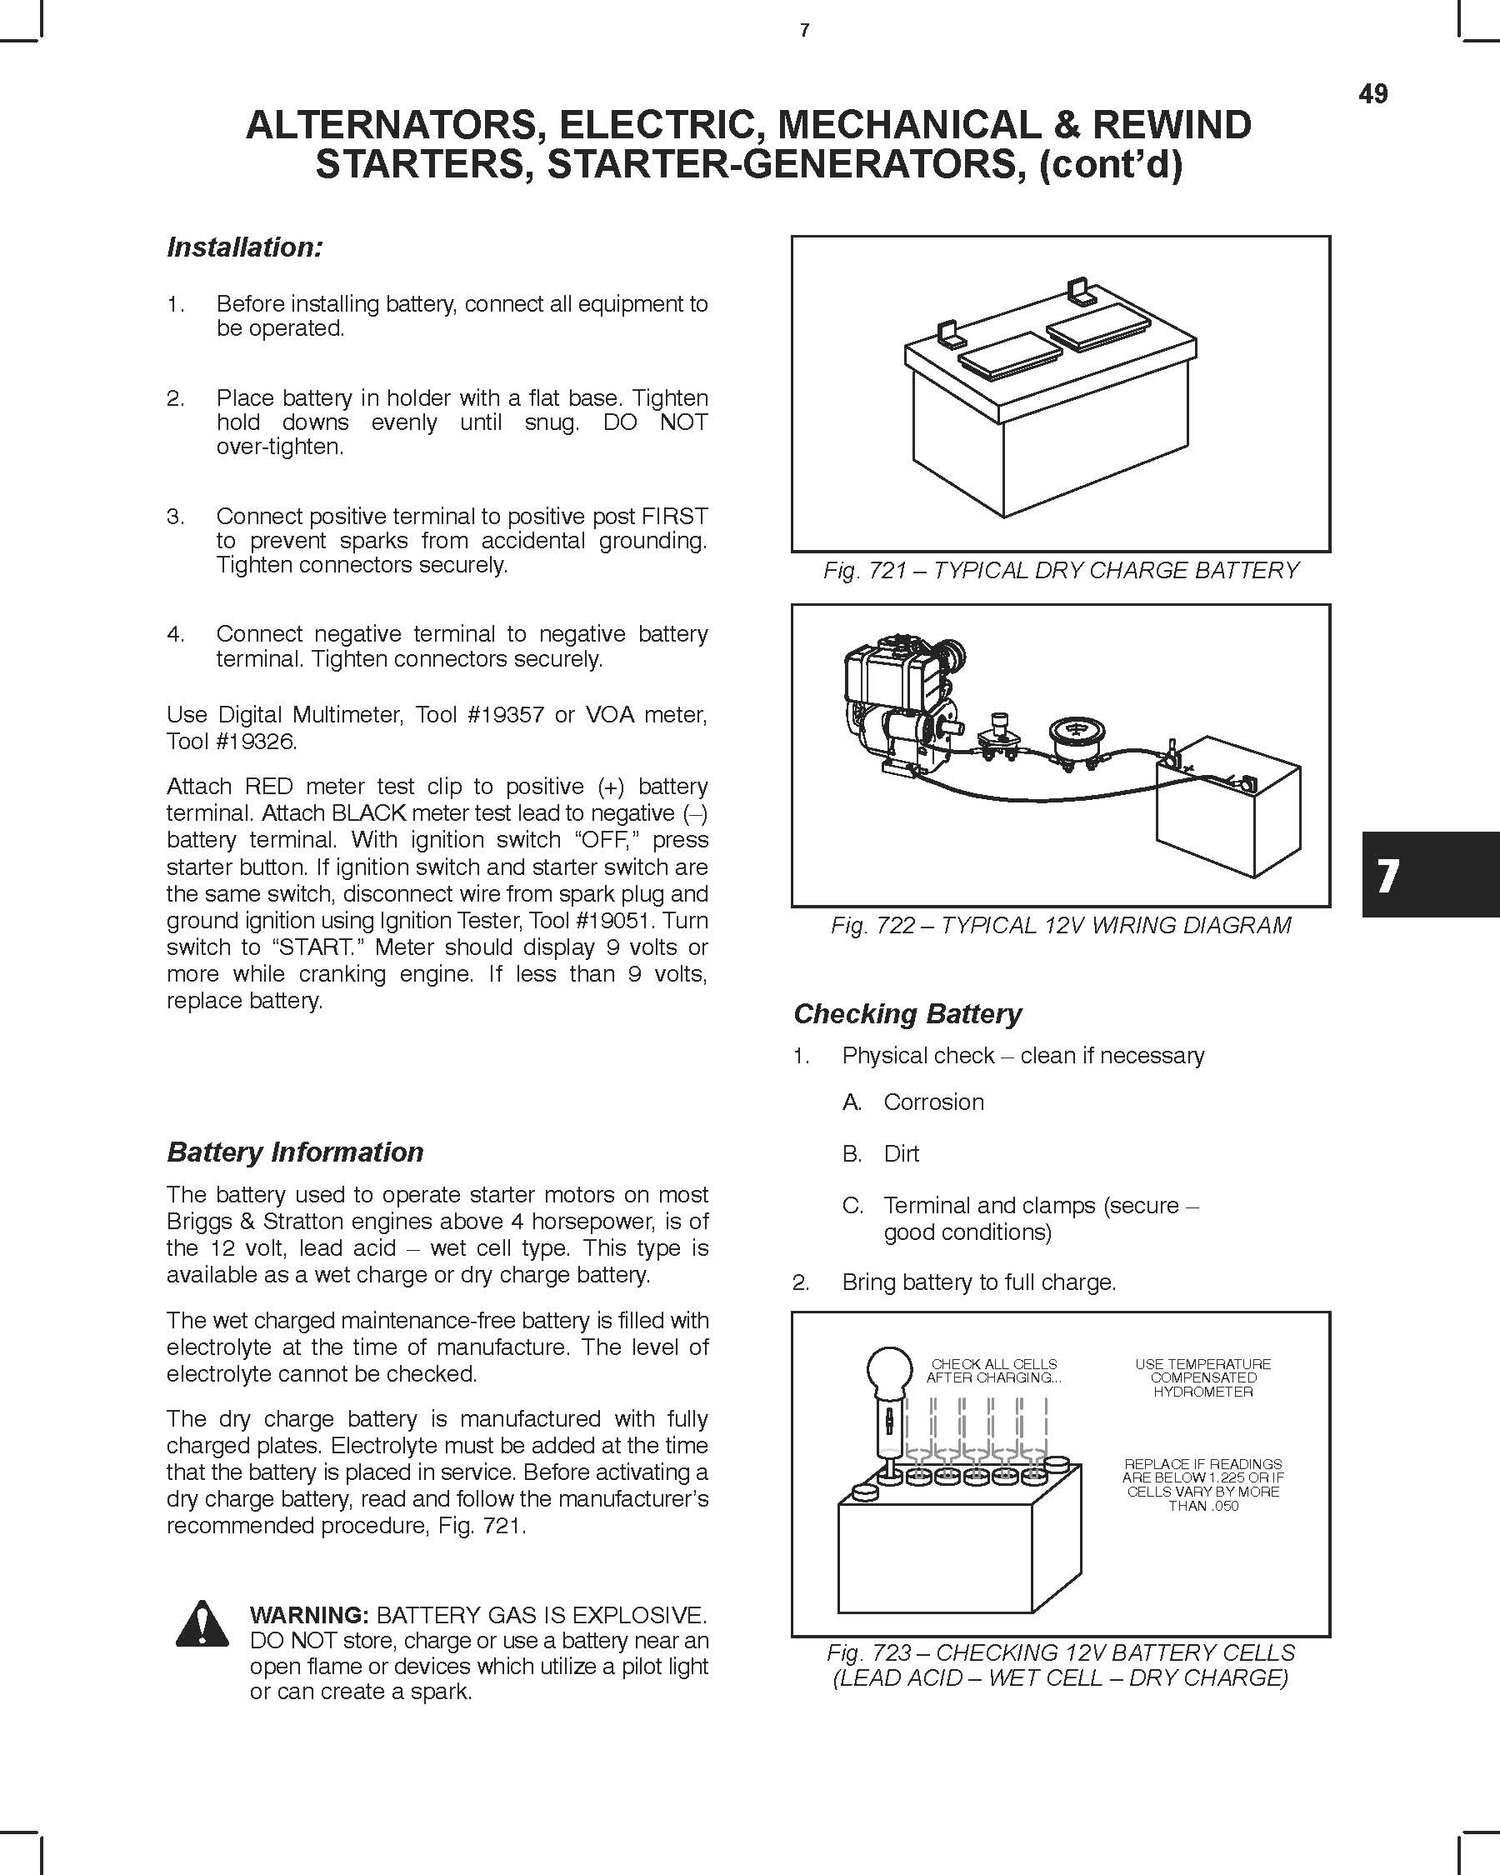 7
49
ALTERNATORS, ELECTRIC, MECHANICAL & REWIND
STARTERS, STARTER-GENERATORS, (cont’d)
Installation:
1. Before installing battery, connect all equipment to
be operated.
2. Place battery in holder with a flat base. Tighten
hold downs evenly until snug. DO NOT
over-tighten.
3. Connect positive terminal to positive post FIRST
to prevent sparks from accidental grounding.
Tighten connectors securely.
4. Connect negative terminal to negative battery
terminal. Tighten connectors securely.
Use Digital Multimeter, Tool #19357 or VOA meter,
Tool #19326.
Attach RED meter test clip to positive (+) battery
terminal. Attach BLACK meter test lead to negative (–)
battery terminal. With ignition switch “OFF,” press
starter button. If ignition switch and starter switch are
the same switch, disconnect wire from spark plug and
ground ignition using Ignition Tester, Tool #19051. Turn
switch to “START.” Meter should display 9 volts or
more while cranking engine. If less than 9 volts,
replace battery.
Battery Information
The battery used to operate starter motors on most
Briggs & Stratton engines above 4 horsepower, is of
the 12 volt, lead acid – wet cell type. This type is
available as a wet charge or dry charge battery.
The wet charged maintenance-free battery is filled with
electrolyte at the time of manufacture. The level of
electrolyte cannot be checked.
The dry charge battery is manufactured with fully
charged plates. Electrolyte must be added at the time
that the battery is placed in service. Before activating a
dry charge battery, read and follow the manufacturer’s
recommended procedure, Fig. 721.
WARNING: BATTERY GAS IS EXPLOSIVE.
DO NOT store, charge or use a battery near an
open flame or devices which utilize a pilot light
or can create a spark.
Fig. 721 – TYPICAL DRY CHARGE BATTERY
+
–
Fig. 722 – TYPICAL 12V WIRING DIAGRAM
7
Checking Battery
1. Physical check – clean if necessary
A. Corrosion
B. Dirt
C. Terminal and clamps (secure –
good conditions)
2. Bring battery to full charge.
CHECK ALL CELLS
AFTER CHARGING...
USE TEMPERATURE
COMPENSATED
HYDROMETER
REPLACE IF READINGS
ARE BELOW 1.225 OR IF
CELLS VARY BY MORE
THAN .050
Fig. 723 – CHECKING 12V BATTERY CELLS
(LEAD ACID – WET CELL – DRY CHARGE)